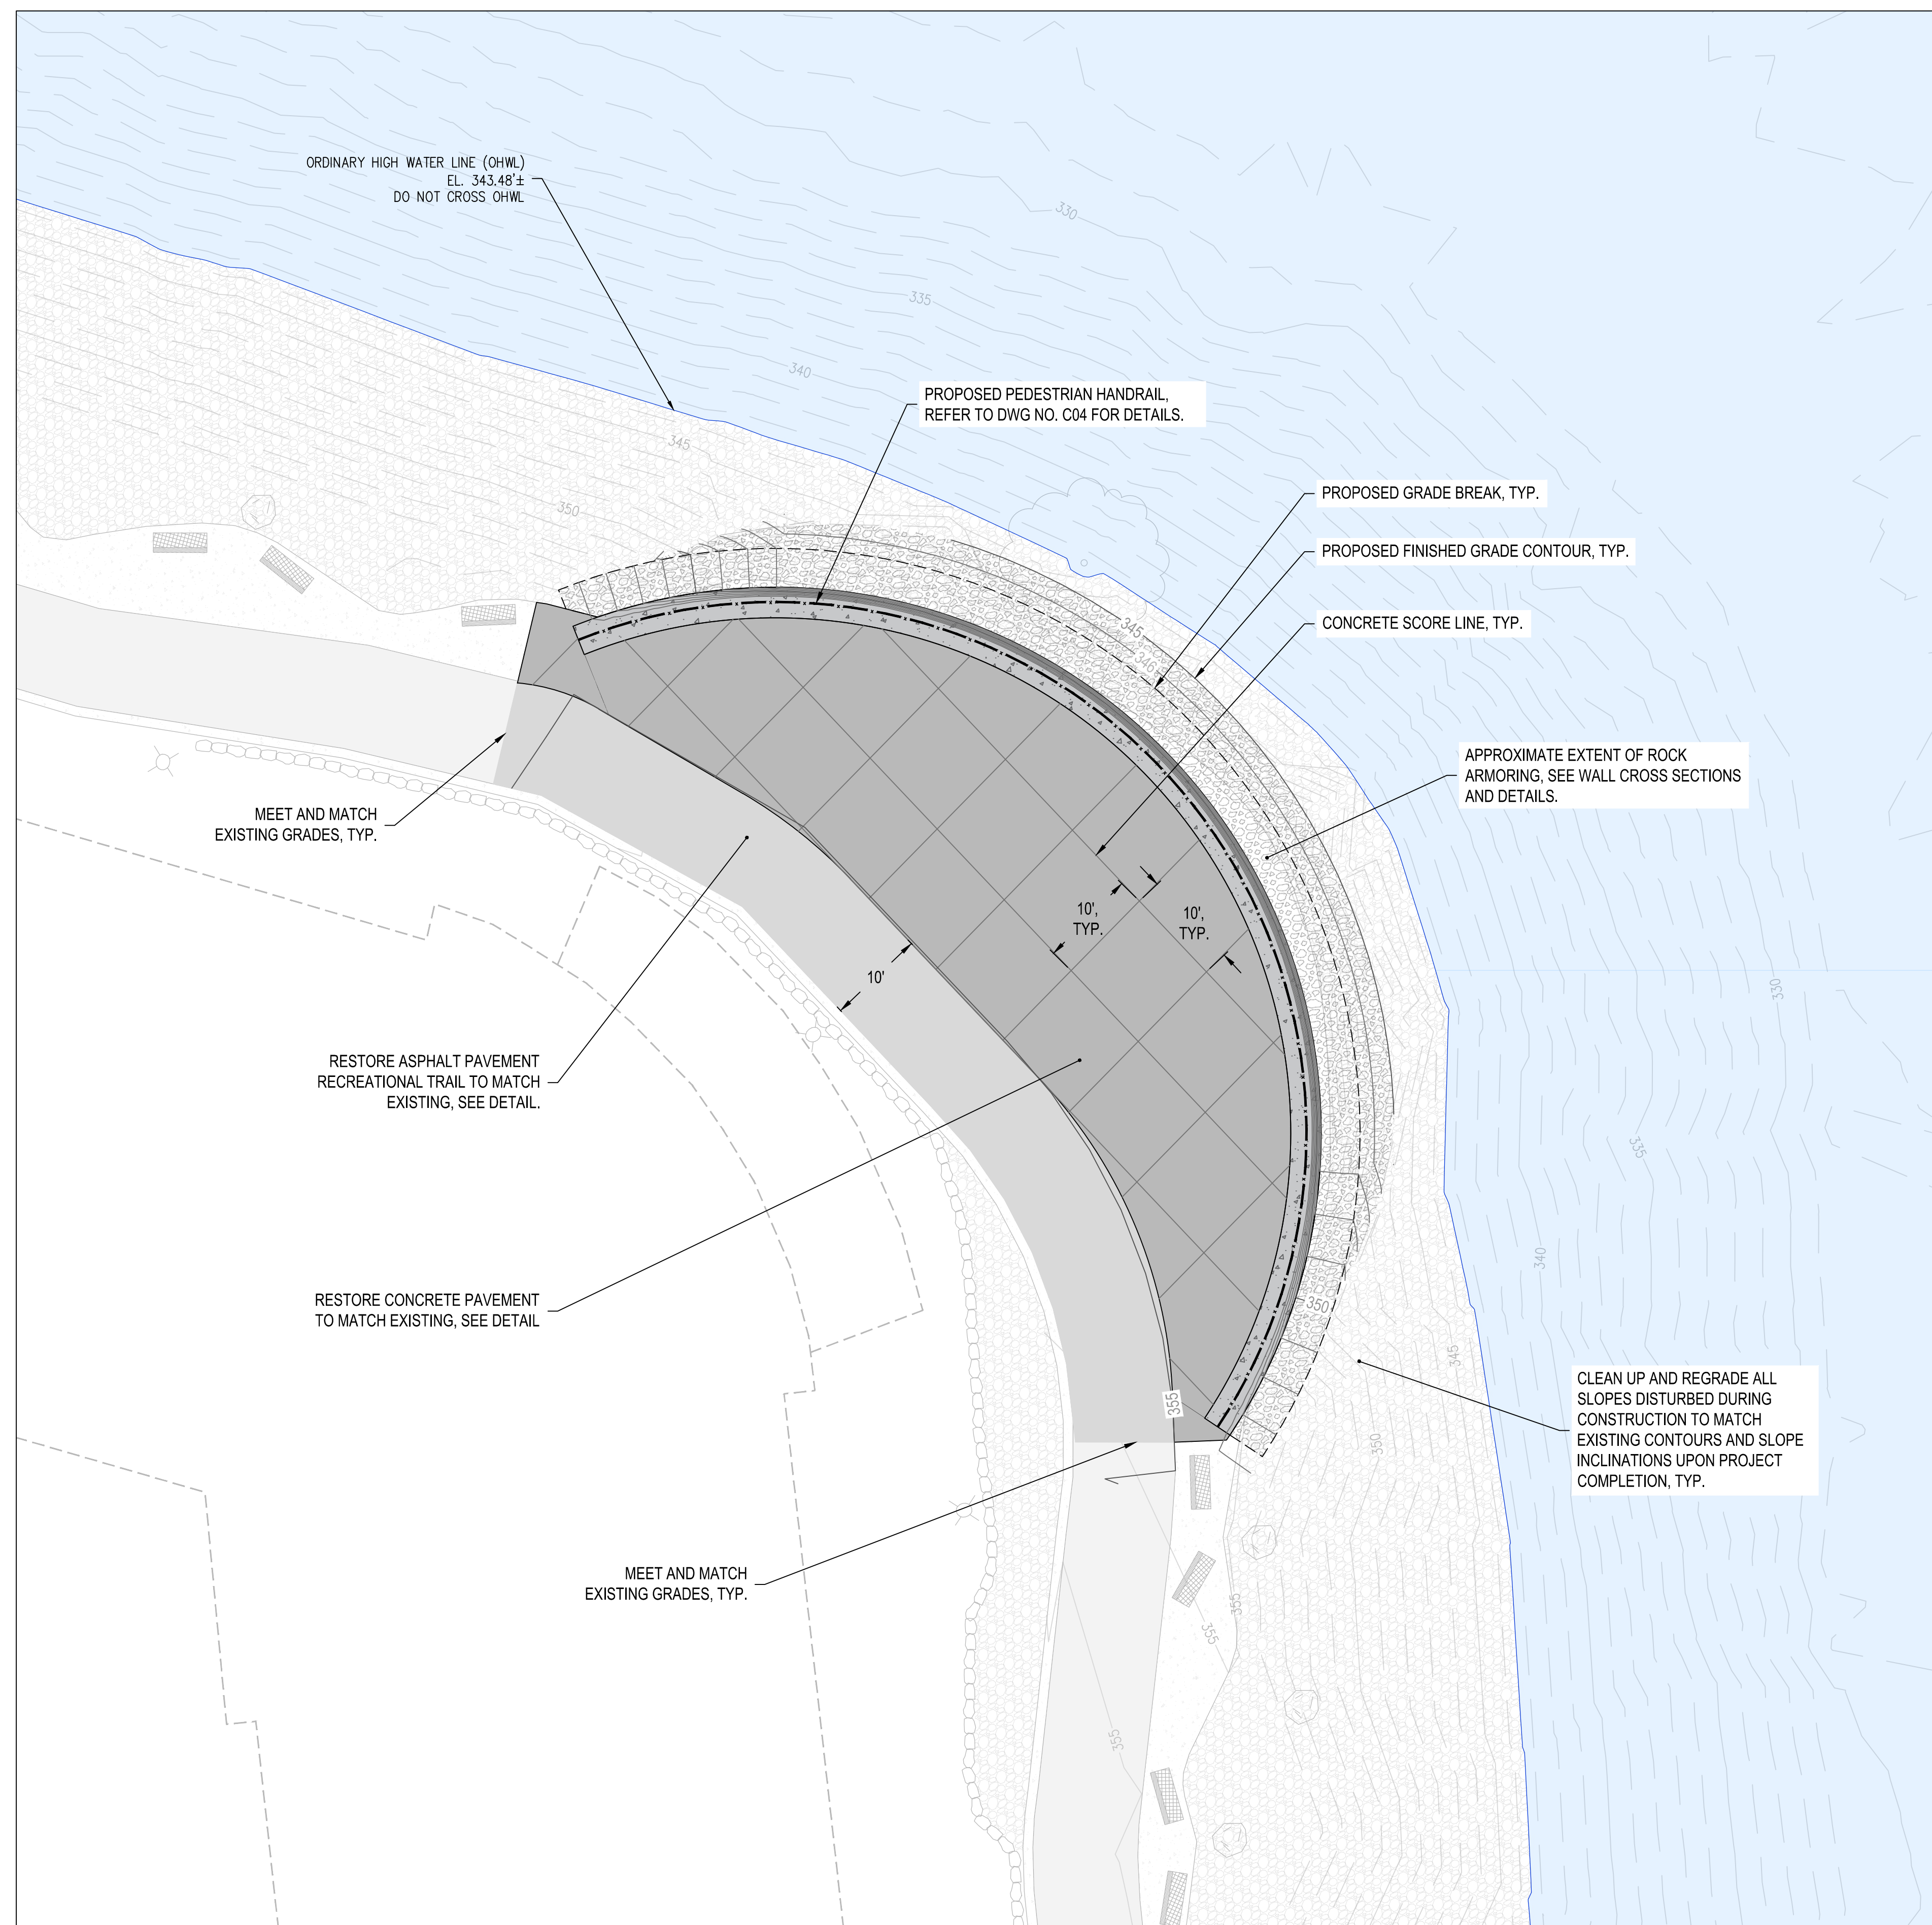 ORDINARY HIGH WATER LINE (OHWL)
EL. 343.48'±
DO NOT CROSS OHWL
330
335
340
345
350
PROPOSED PEDESTRIAN HANDRAIL,
REFER TO DWG NO. C04 FOR DETAILS.
PROPOSED GRADE BREAK, TYP.
PROPOSED FINISHED GRADE CONTOUR, TYP.
CONCRETE SCORE LINE, TYP.
345
346
APPROXIMATE EXTENT OF ROCK
ARMORING, SEE WALL CROSS SECTIONS
AND DETAILS.
MEET AND MATCH
EXISTING GRADES, TYP.
10',
TYP.
10',
TYP.
10'
330
RESTORE ASPHALT PAVEMENT
RECREATIONAL TRAIL TO MATCH
EXISTING, SEE DETAIL.
335
340
RESTORE CONCRETE PAVEMENT
TO MATCH EXISTING, SEE DETAIL
350
345
355
350
CLEAN UP AND REGRADE ALL
SLOPES DISTURBED DURING
CONSTRUCTION TO MATCH
EXISTING CONTOURS AND SLOPE
INCLINATIONS UPON PROJECT
COMPLETION, TYP.
MEET AND MATCH
EXISTING GRADES, TYP.
355
355
355